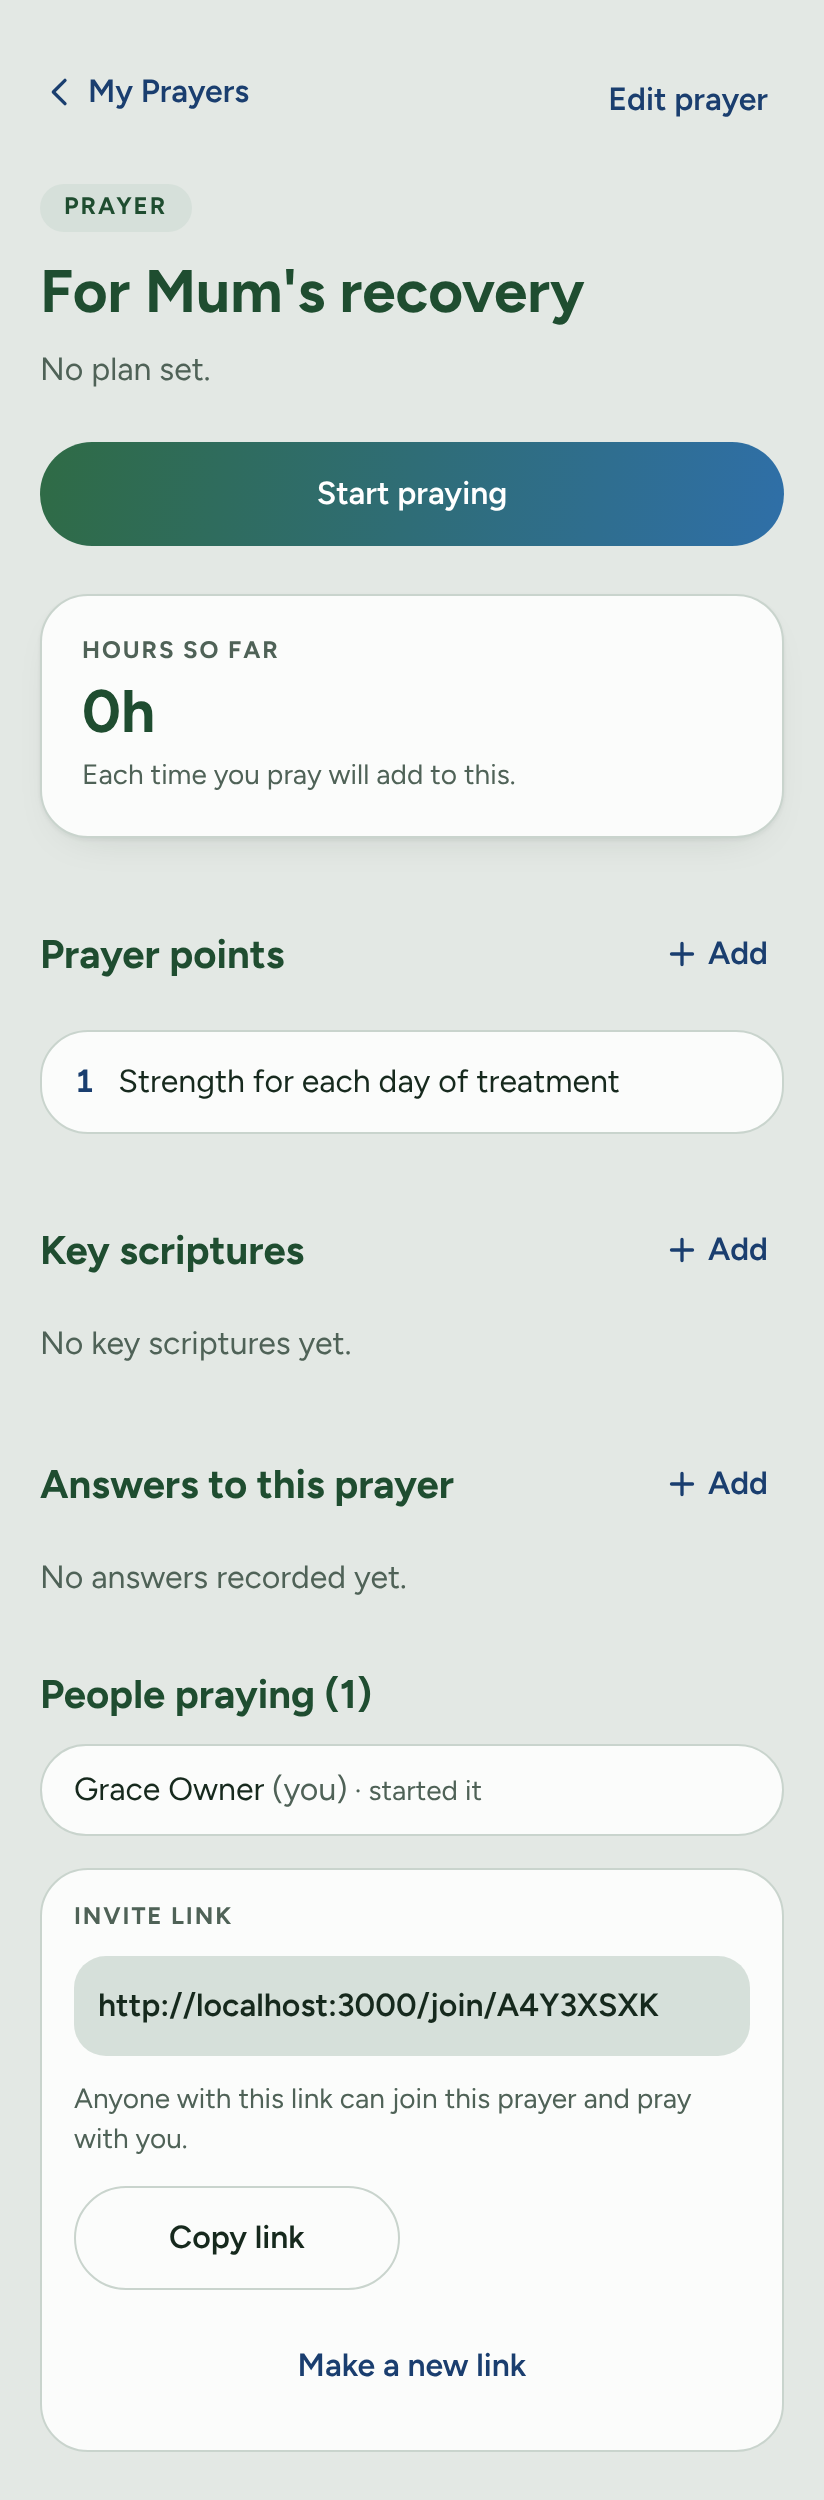 My Prayers
Edit prayer
PRAYER
For Mum's recovery
No plan set.
Start praying
HOURS SO FAR
0h
Each time you pray will add to this.
Prayer points
+ Add
1 Strength for each day of treatment
Key scriptures
+ Add
No key scriptures yet.
Answers to this prayer
+ Add
No answers recorded yet.
People praying (1)
Grace Owner (you) · started it
INVITE LINK
http://localhost:3000/join/A4Y3XSXK
Anyone with this link can join this prayer and pray
with you.
Copy link
Make a new link